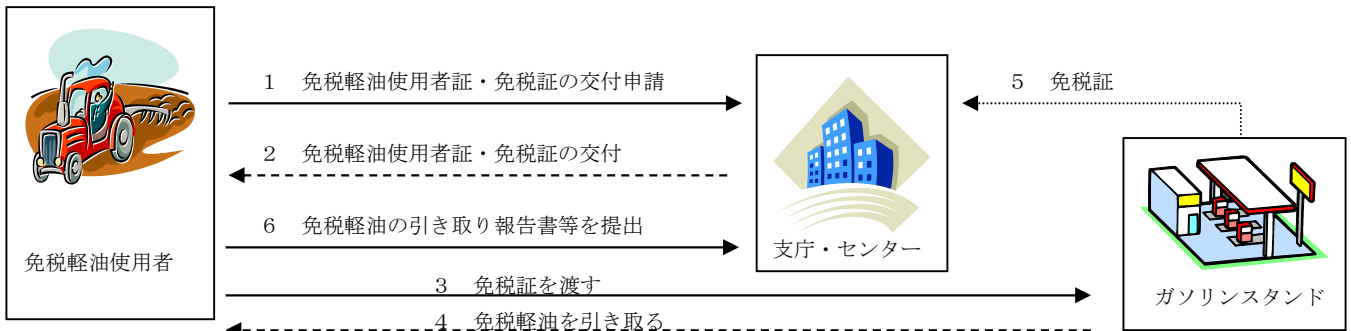 1 免税軽油使用者証・免税証の交付申請
5 免税証
2 免税軽油使用者証・免税証の交付
6 免税軽油の引き取り報告書等を提出
支庁・センター
免税軽油使用者
3 免税証を渡す
ガソリンスタンド
4 免税軽油を引き取る